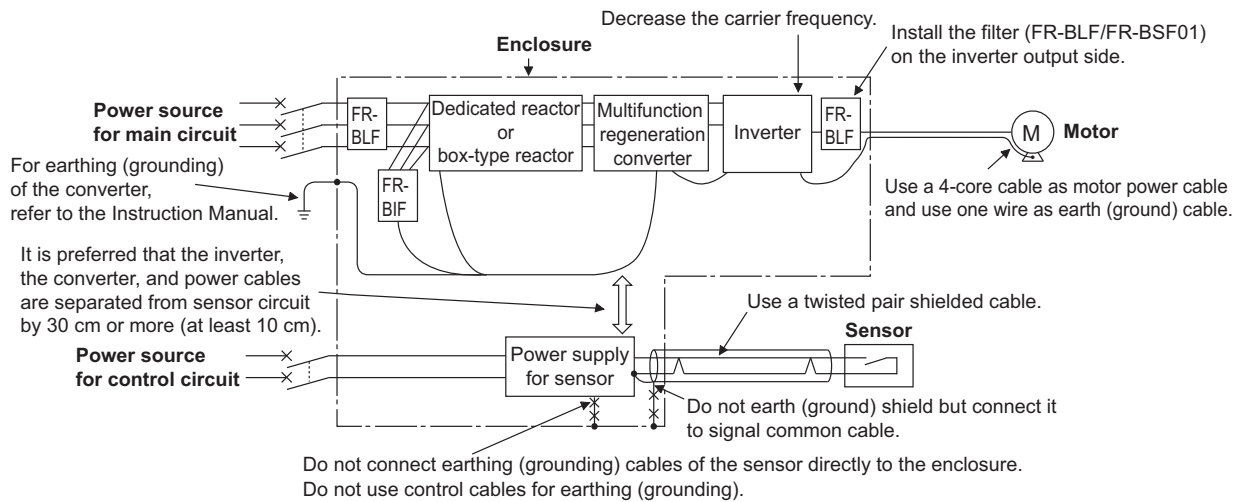 Decrease the carrier frequency.
Install the filter (FR-BLF/FR-BSF01)
on the inverter output side.
Enclosure
Power source
for main circuit
FR-
BLF
Dedicated reactor
or
box-type reactor
Multifunction
regeneration
converter
Inverter
FR-
BLF
M
Motor
For earthing (grounding)
of the converter,
refer to the Instruction Manual.
FR-
BIF
Use a 4-core cable as motor power cable
and use one wire as earth (ground) cable.
It is preferred that the inverter,
the converter, and power cables
are separated from sensor circuit
by 30 cm or more (at least 10 cm).
Use a twisted pair shielded cable.
Sensor
Power source
for control circuit
Power supply
for sensor
Do not earth (ground) shield but connect it
to signal common cable.
Do not connect earthing (grounding) cables of the sensor directly to the enclosure.
Do not use control cables for earthing (grounding).